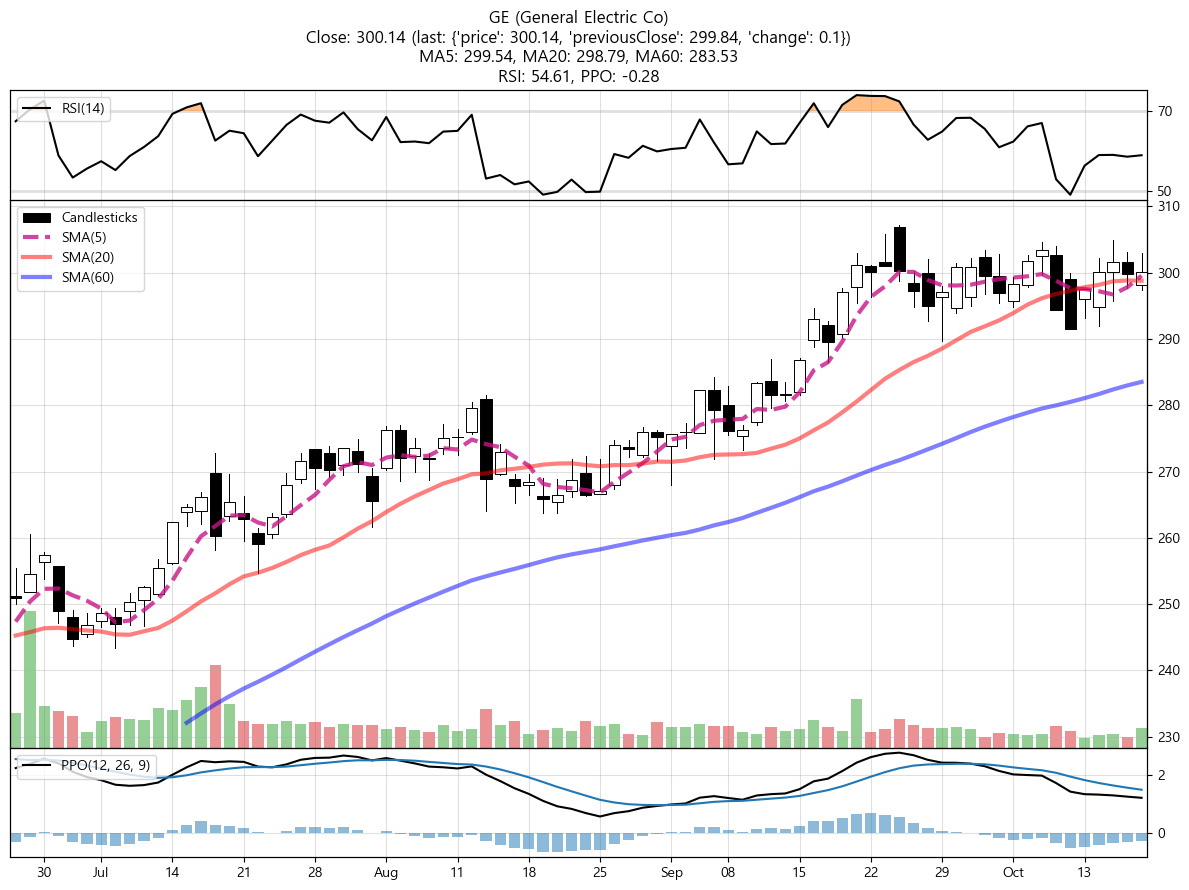 GE (General Electric Co)
Close: 300.14 (last: {'price': 300.14, 'previousClose': 299.84, 'change': 0.1})
MA5: 299.54, MA20: 298.79, MA60: 283.53
RSI: 54.61, PPO: -0.28
RSI(14)
70
50
Candlesticks
SMA(5)
SMA(20)
SMA(60)
310
300
290
280
270
260
250
240
230
PPO(12, 26, 9)
2
0
30 Jul 14 21 28 Aug 11 18 25 Sep 08 15 22 29 Oct 13